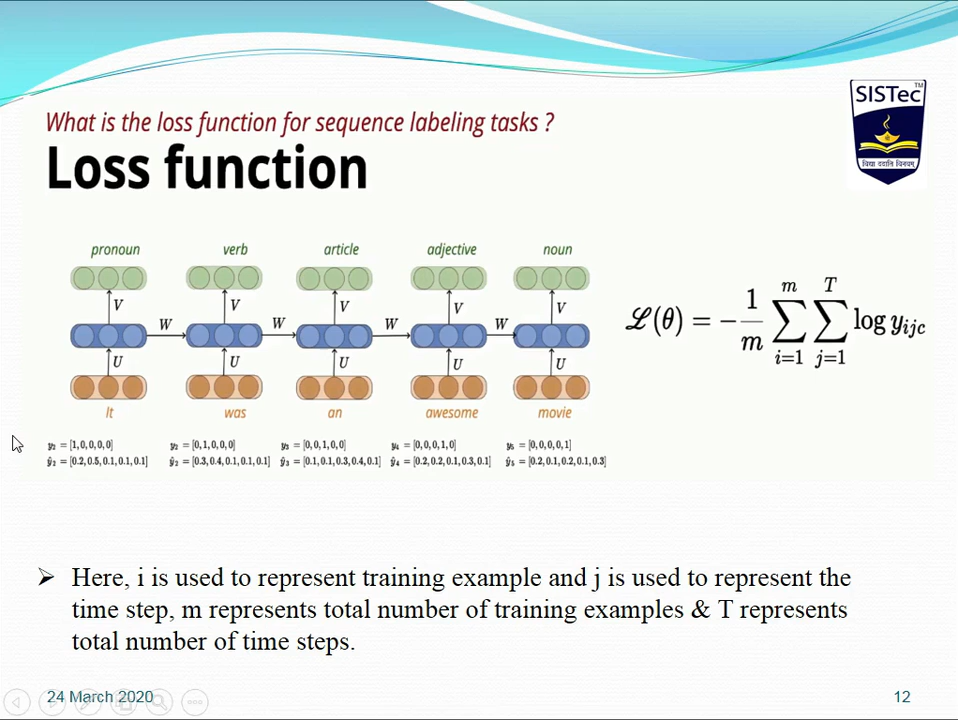 SISTec TM
विद्या ददाति विनयम्
What is the loss function for sequence labeling tasks ?
Loss function
pronoun verb article adjective noun
V V V V V
W W W W
U U U U U
It was an awesome movie
y₁ = [1,0,0,0,0] y₂ = [0,1,0,0,0] y₃ = [0,0,1,0,0] y₄ = [0,0,0,1,0] y₅ = [0,0,0,0,1]
ŷ₂ = [0.2,0.5,0.1,0.1,0.1] ŷ₂ = [0.3,0.4,0.1,0.1,0.1] ŷ₃ = [0.1,0.1,0.3,0.4,0.1] ŷ₄ = [0.2,0.2,0.1,0.3,0.1] ŷ₅ = [0.2,0.1,0.2,0.1,0.3]
ℒ(θ) = −1/m ∑_{i=1}^{m} ∑_{j=1}^{T} log y_{ijc}
➢ Here, i is used to represent training example and j is used to represent the
time step, m represents total number of training examples & T represents
total number of time steps.
24 March 2020
12